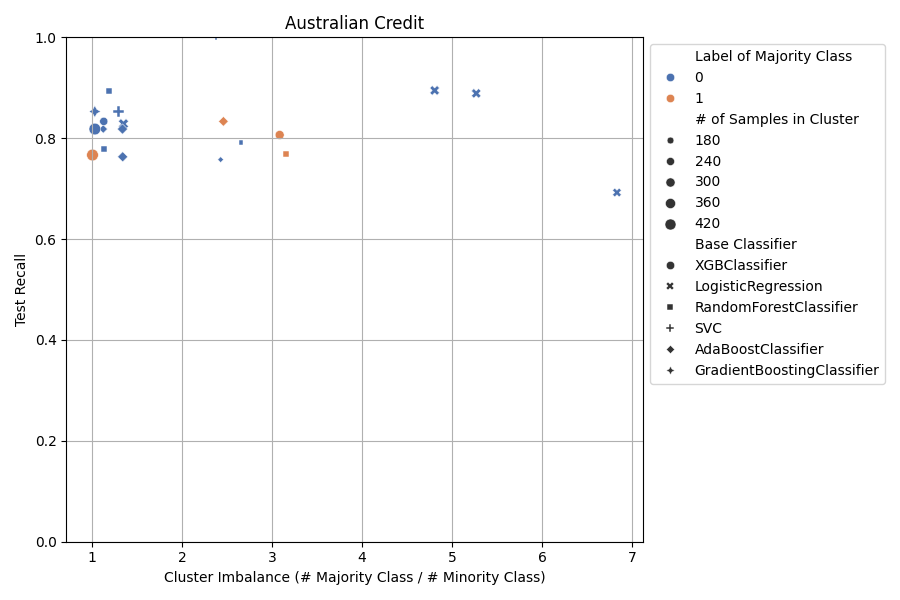 Australian Credit
1.0
0.8
0.6
0.4
0.2
0.0
Test Recall
1
2
3
4
5
6
7
Cluster Imbalance (# Majority Class / # Minority Class)
Label of Majority Class
0
1
# of Samples in Cluster
180
240
300
360
420
Base Classifier
XGBClassifier
LogisticRegression
RandomForestClassifier
SVC
AdaBoostClassifier
GradientBoostingClassifier